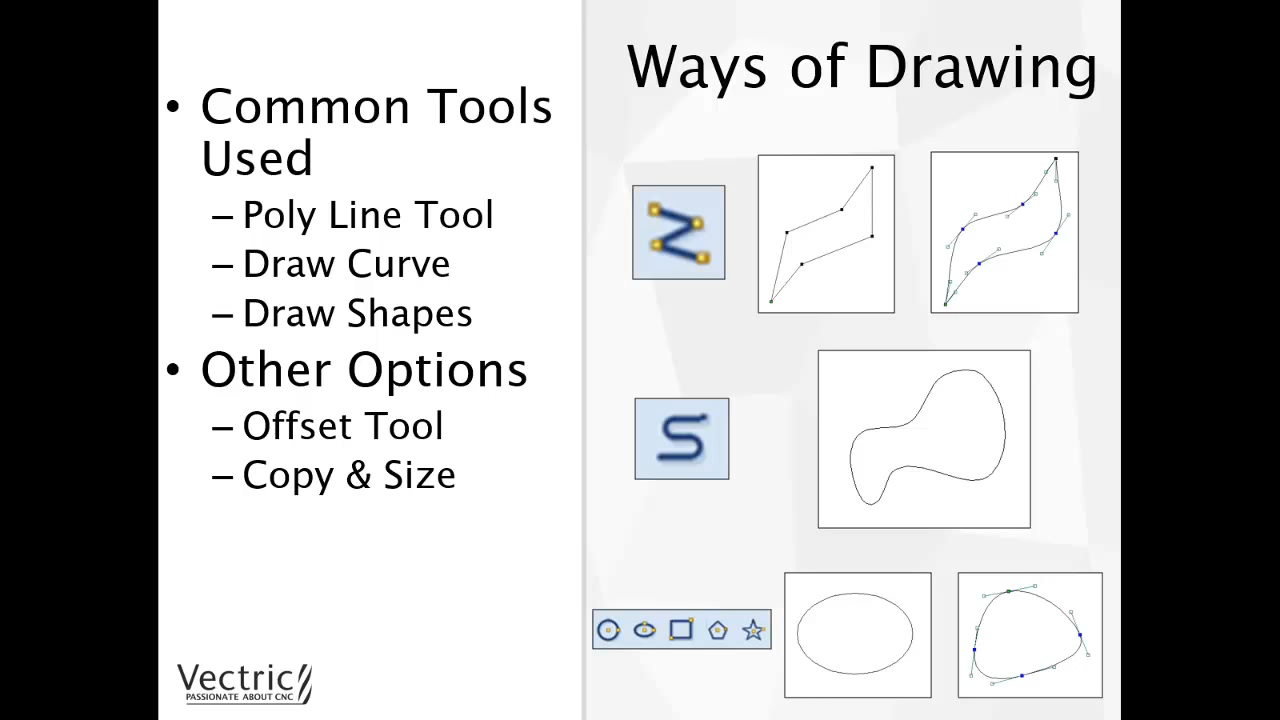 Ways of Drawing
• Common Tools
Used
– Poly Line Tool
– Draw Curve
– Draw Shapes
• Other Options
– Offset Tool
– Copy & Size
Vectric
PASSIONATE ABOUT CNC